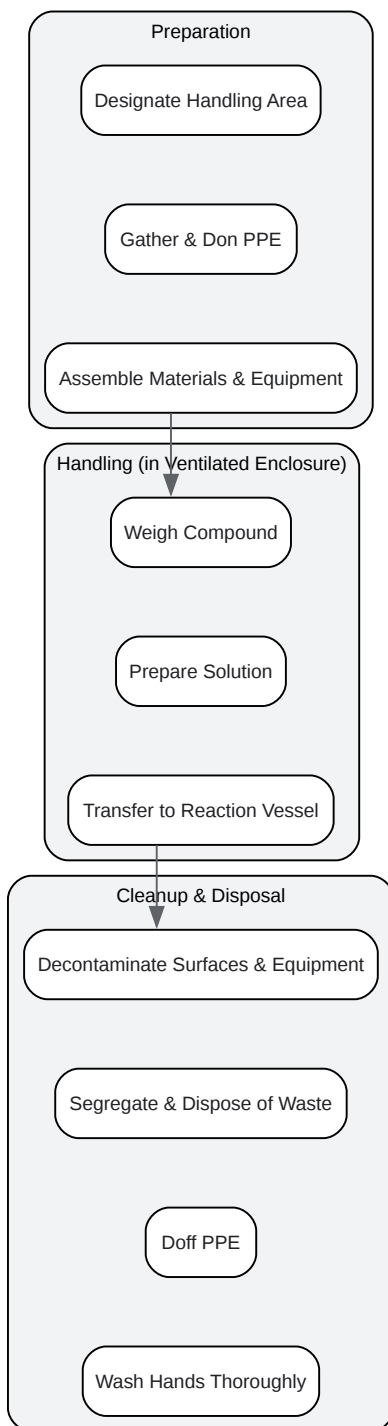 Preparation
Designate Handling Area
Gather & Don PPE
Assemble Materials & Equipment
Handling (in Ventilated Enclosure)
Weigh Compound
Prepare Solution
Transfer to Reaction Vessel
Cleanup & Disposal
Decontaminate Surfaces & Equipment
Segregate & Dispose of Waste
Doff PPE
Wash Hands Thoroughly